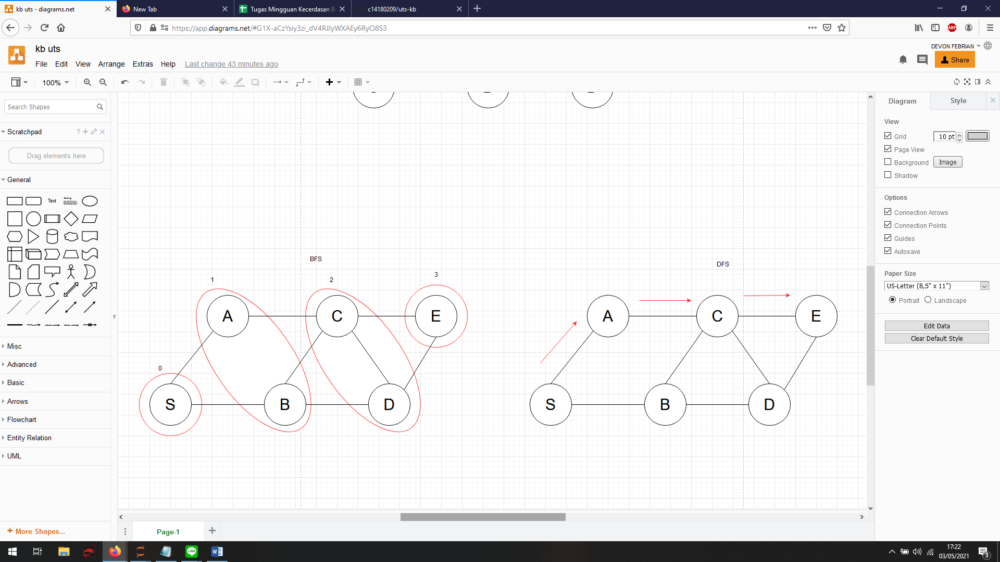 kb uts - diagrams.net
New Tab
Tugas Mingguan Kecerdasan B
c14180209/uts-kb
https://app.diagrams.net/#G1X-aCzYsiy3zi_dV4RJJyWXAEy6RyO8S3
ABP
kb uts
DEVON FEBRIAN
File Edit View Arrange Extras Help Last change 43 minutes ago
Share
100%
Search Shapes
Scratchpad
?
Drag elements here
General
Text
Heading
Misc
Advanced
Basic
Arrows
Flowchart
Entity Relation
UML
+ More Shapes...
BFS
1
2
3
A
C
E
0
S
B
D
DFS
A
C
E
S
B
D
Page-1
Diagram
Style
View
Grid
10 pt
Page View
Background
Image
Shadow
Options
Connection Arrows
Connection Points
Guides
Autosave
Paper Size
US-Letter (8,5" x 11")
Portrait
Landscape
Edit Data
Clear Default Style
LINE
17:22
03/05/2021
3